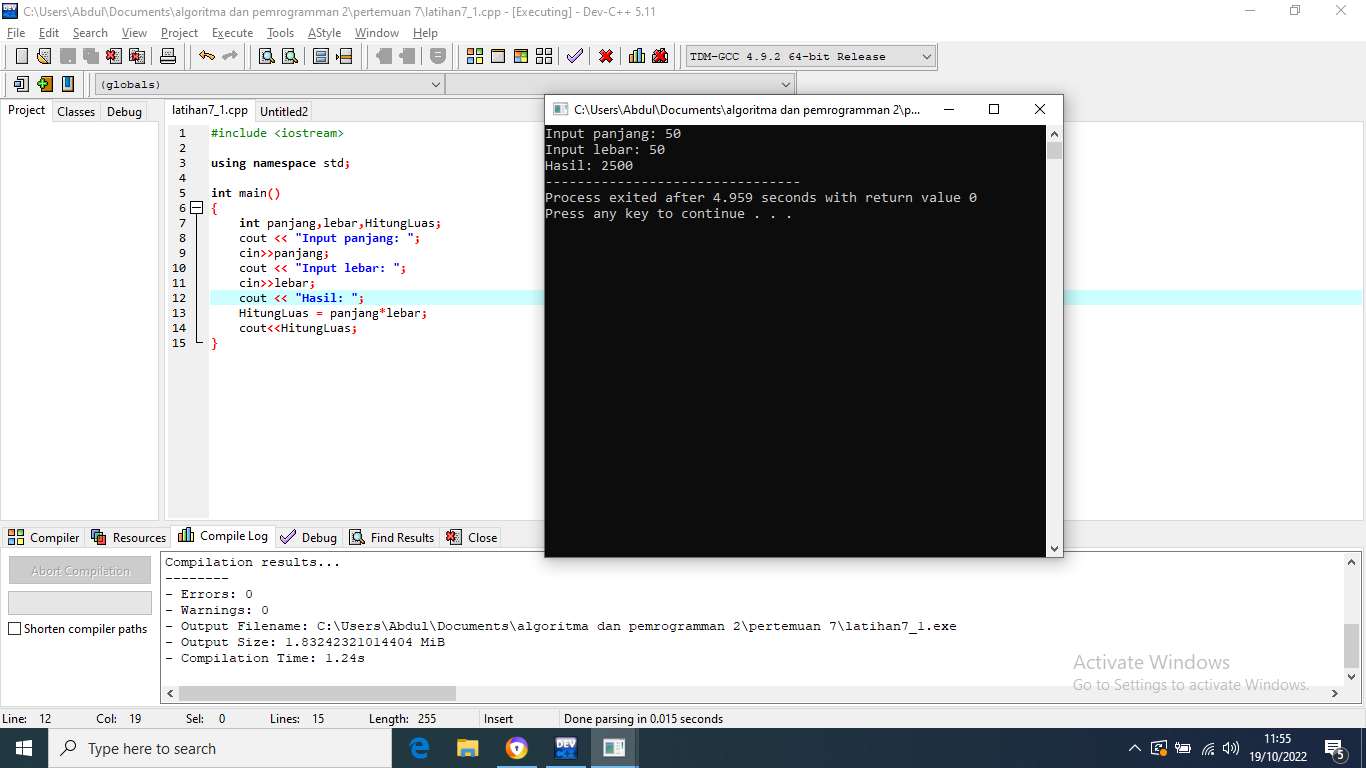 C:\Users\Abdul\Documents\algoritma dan pemrogramman 2\pertemuan 7\latihan7_1.cpp - [Executing] - Dev-C++ 5.11
File Edit Search View Project Execute Tools AStyle Window Help
TDM-GCC 4.9.2 64-bit Release
(globals)
Project Classes Debug
latihan7_1.cpp Untitled2
1 #include <iostream>
2
3 using namespace std;
4
5 int main()
6 {
7 int panjang,lebar,HitungLuas;
8 cout << "Input panjang: ";
9 cin>>panjang;
10 cout << "Input lebar: ";
11 cin>>lebar;
12 cout << "Hasil: ";
13 HitungLuas = panjang*lebar;
14 cout<<HitungLuas;
15 }
C:\Users\Abdul\Documents\algoritma dan pemrogramman 2\p...
Input panjang: 50
Input lebar: 50
Hasil: 2500
--------------------------------
Process exited after 4.959 seconds with return value 0
Press any key to continue . . .
Compiler Resources Compile Log Debug Find Results Close
Abort Compilation
Shorten compiler paths
Compilation results...
--------
- Errors: 0
- Warnings: 0
- Output Filename: C:\Users\Abdul\Documents\algoritma dan pemrogramman 2\pertemuan 7\latihan7_1.exe
- Output Size: 1.83242321014404 MiB
- Compilation Time: 1.24s
Activate Windows
Go to Settings to activate Windows.
Line: 12 Col: 19 Sel: 0 Lines: 15 Length: 255 Insert Done parsing in 0.015 seconds
Type here to search
DEV
11:55
19/10/2022
5